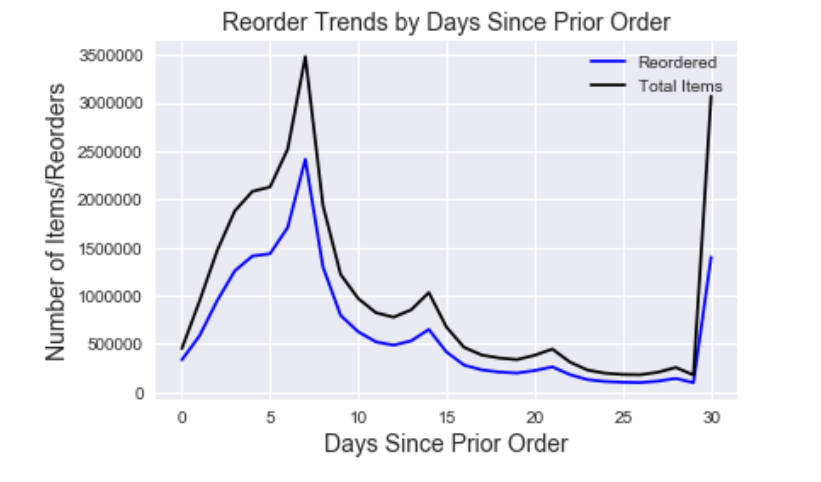 Reorder Trends by Days Since Prior Order
Reordered
Total Items
Number of Items/Reorders
3500000
3000000
2500000
2000000
1500000
1000000
500000
0
0 5 10 15 20 25 30
Days Since Prior Order